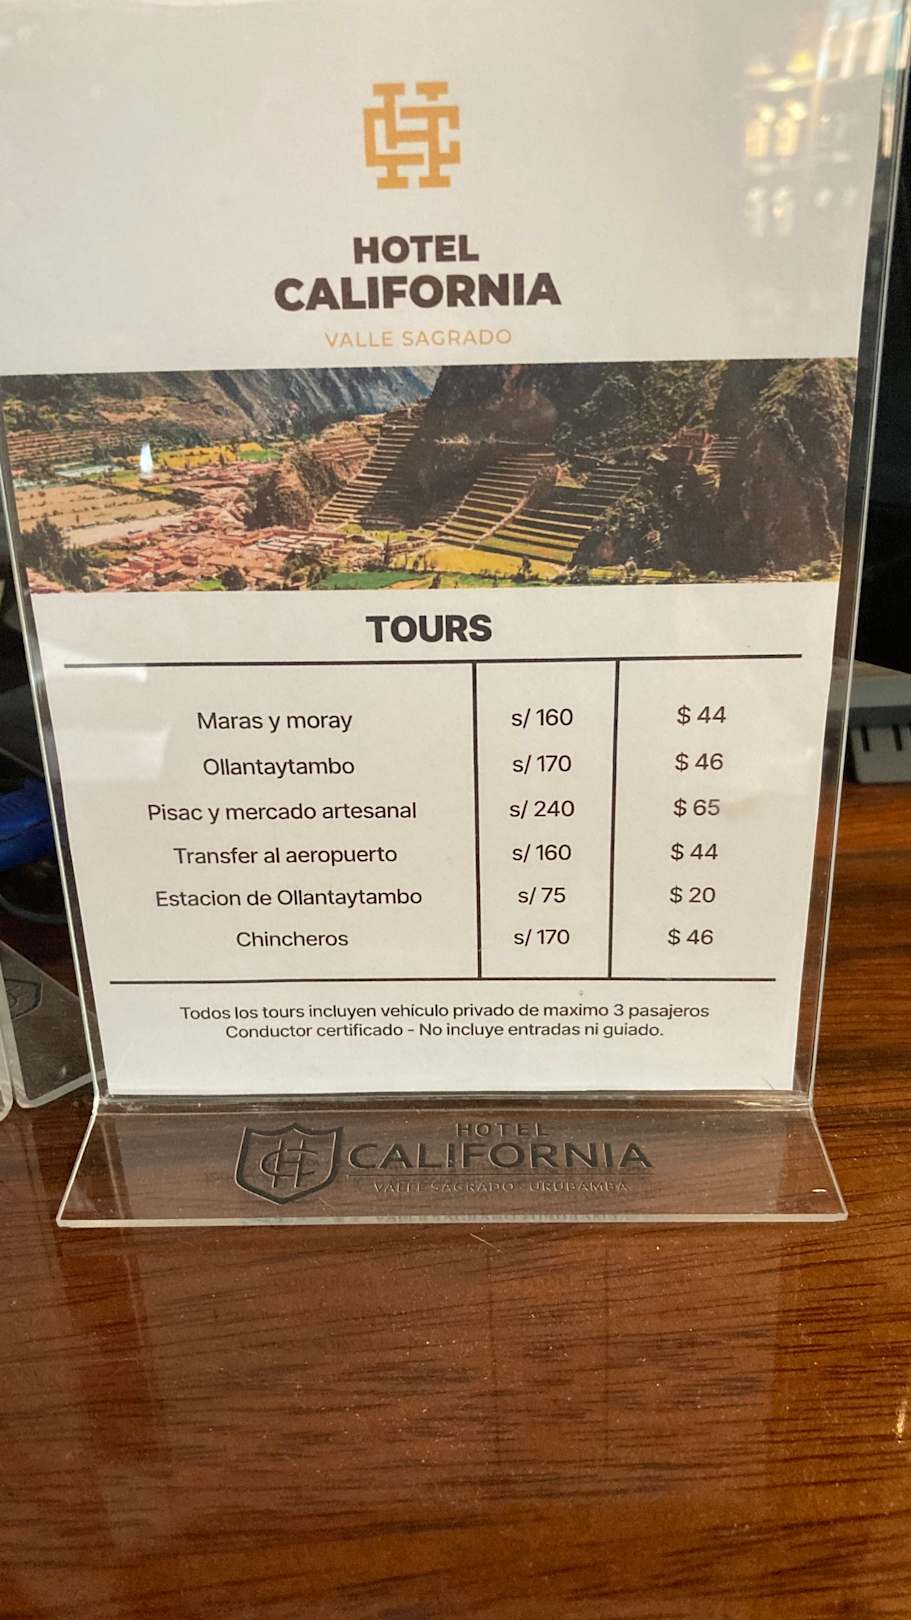 HOTEL
CALIFORNIA
VALLE SAGRADO
TOURS
Maras y moray s/ 160 $ 44
Ollantaytambo s/ 170 $ 46
Pisac y mercado artesanal s/ 240 $ 65
Transfer al aeropuerto s/ 160 $ 44
Estacion de Ollantaytambo s/ 75 $ 20
Chincheros s/ 170 $ 46
Todos los tours incluyen vehículo privado de maximo 3 pasajeros
Conductor certificado - No incluye entradas ni guiado.
HOTEL
CALIFORNIA
VALLE SAGRADO - URUBAMBA